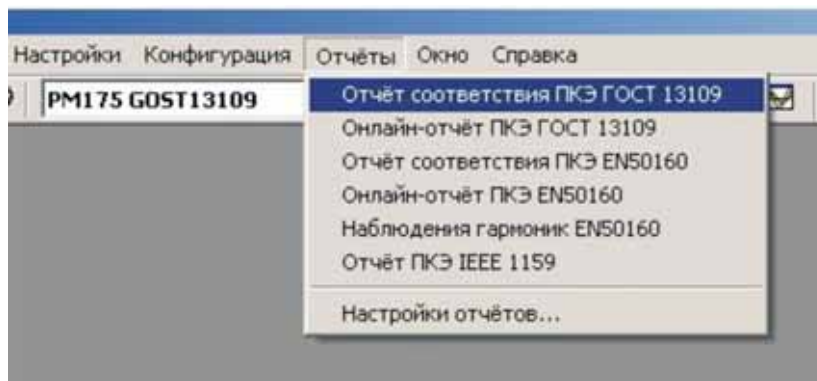 Настройки Конфигурация Отчёты Окно Справка
PM175 GOST13109
Отчёт соответствия ПКЭ ГОСТ 13109
Онлайн-отчёт ПКЭ ГОСТ 13109
Отчёт соответствия ПКЭ EN50160
Онлайн-отчёт ПКЭ EN50160
Наблюдения гармоник EN50160
Отчёт ПКЭ IEEE 1159
Настройки отчётов...